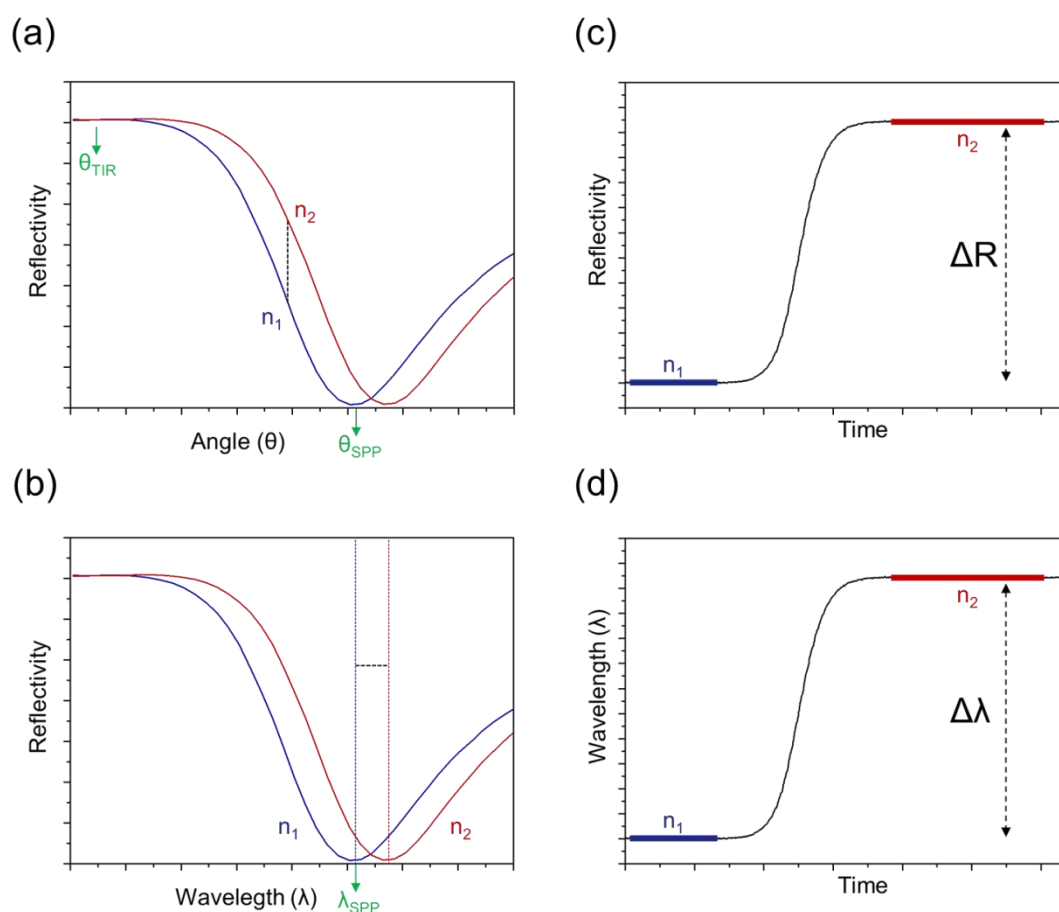 (a)
Reflectivity
θTIR
n2
n1
Angle (θ)
θSPP
(c)
Reflectivity
n2
ΔR
n1
Time
(b)
Reflectivity
n1
n2
Wavelegth (λ)
λSPP
(d)
Wavelength (λ)
n2
Δλ
n1
Time